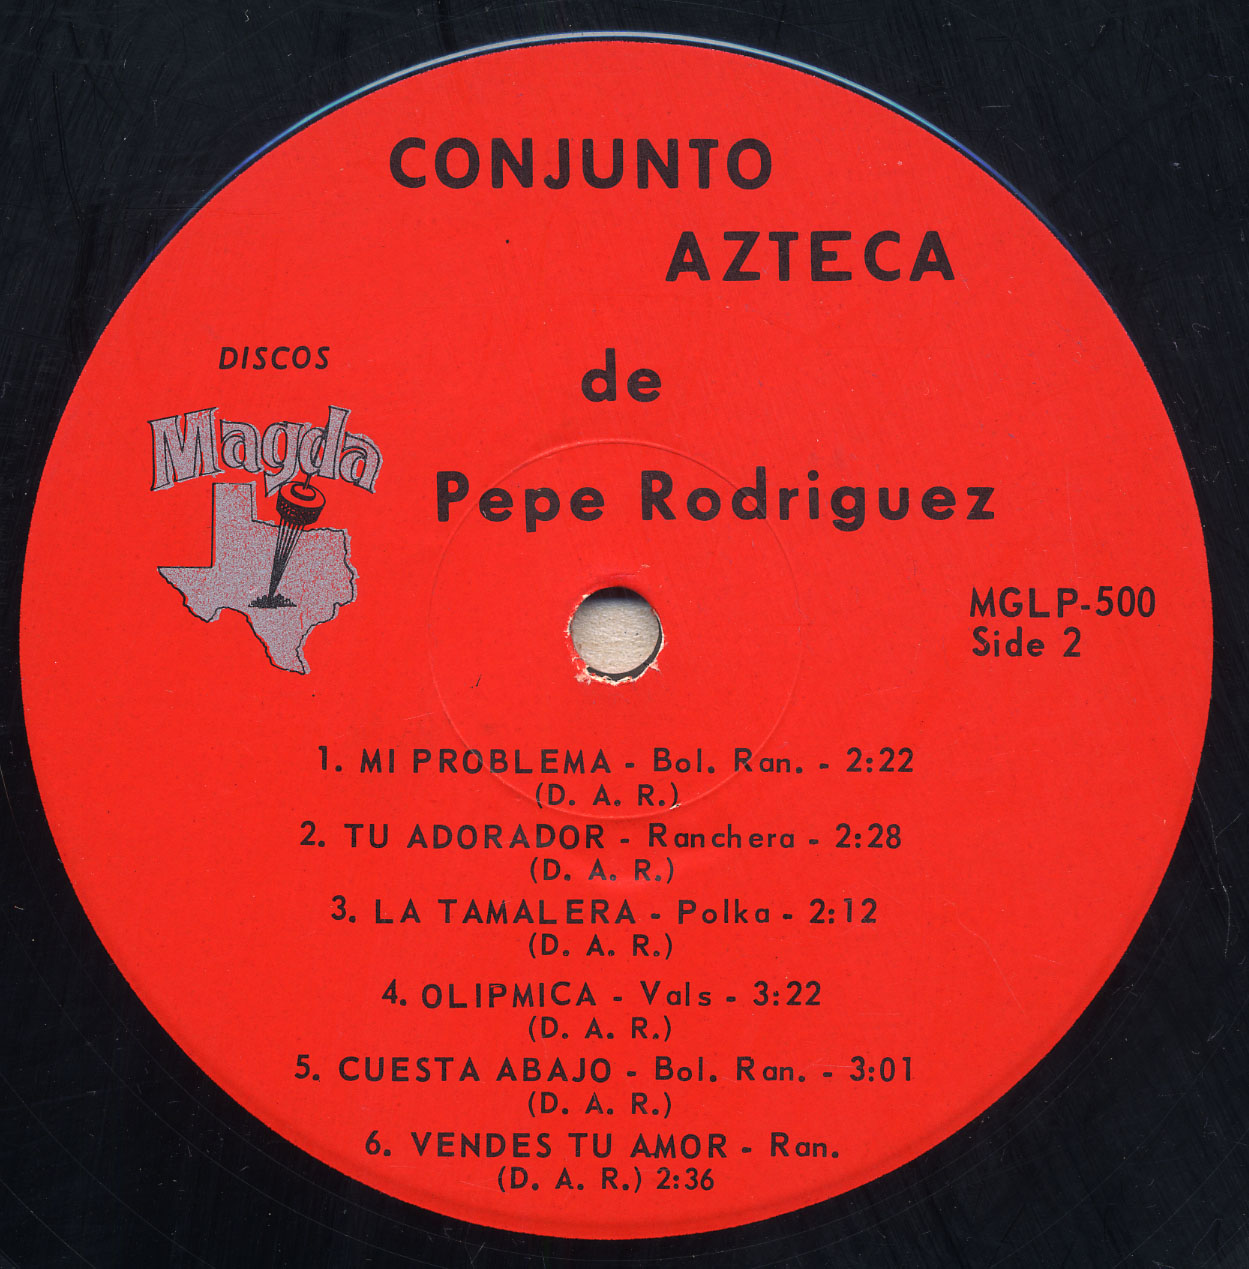 CONJUNTO
AZTECA
de
Pepe Rodriguez
DISCOS
Magda
MGLP-500
Side 2
1. MI PROBLEMA - Bol. Ran. - 2:22
(D. A. R.)
2. TU ADORADOR - Ranchera - 2:28
(D. A. R.)
3. LA TAMALERA - Polka - 2:12
(D. A. R.)
4. OLIPMICA - Vals - 3:22
(D. A. R.)
5. CUESTA ABAJO - Bol. Ran. - 3:01
(D. A. R.)
6. VENDES TU AMOR - Ran.
(D. A. R.) 2:36